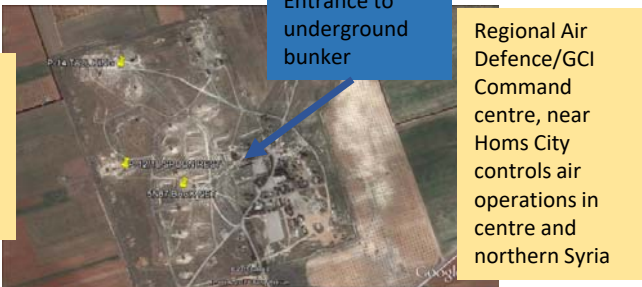 Entrance to
underground
bunker
Regional Air
Defence/GCI
Command
centre, near
Homs City
controls air
operations in
centre and
northern Syria
Google